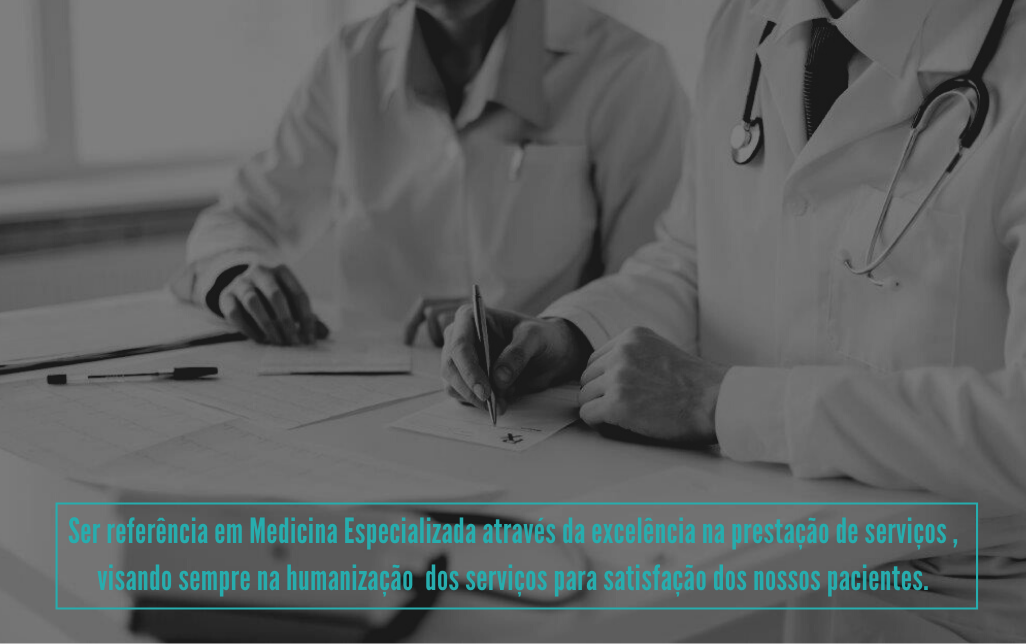 Ser referência em Medicina Especializada através da excelência na prestação de serviços ,
visando sempre na humanização  dos serviços para satisfação dos nossos pacientes.